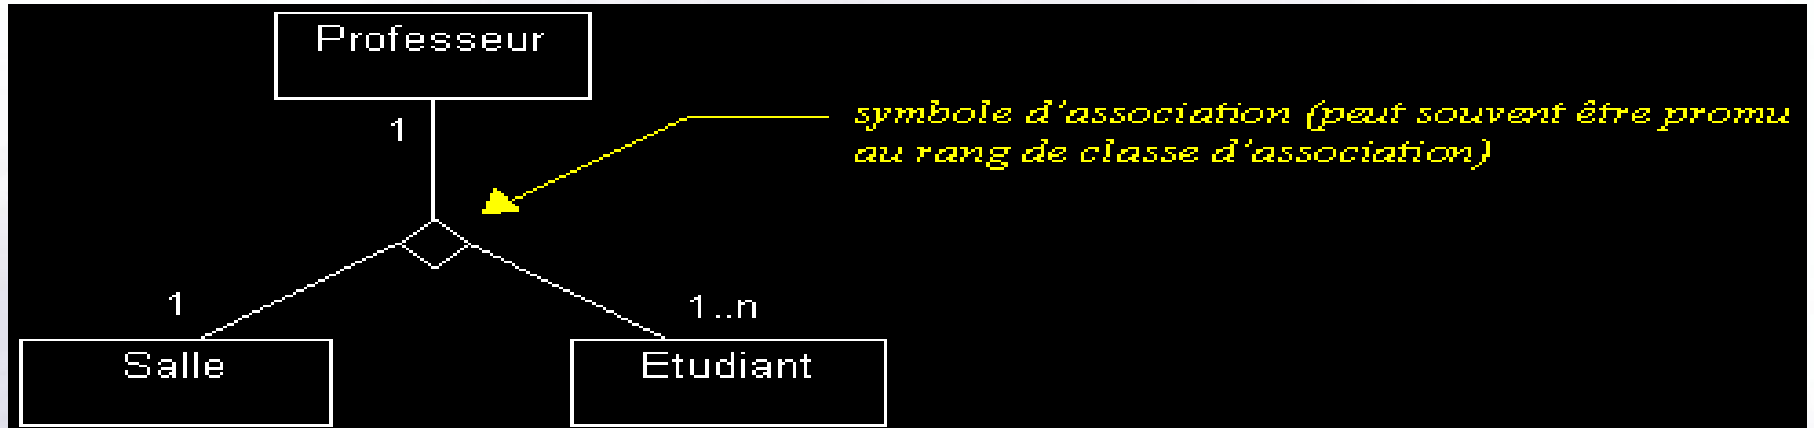 Professeur
1
symbole d'association (peut souvent être promu
au rang de classe d'association)
1
1..n
Salle
Etudiant